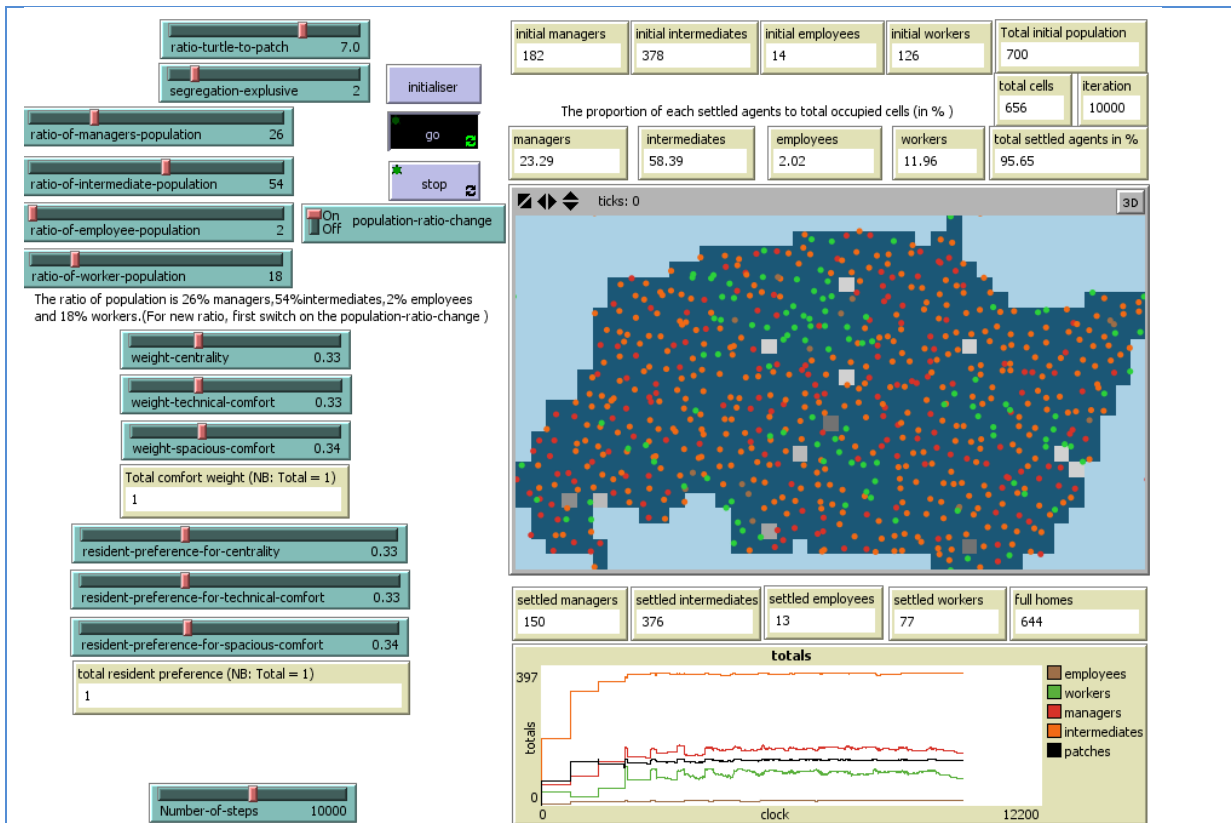 ratio-turtle-to-patch 7.0
segregation-explusive 2
initialiser
ratio-of-managers-population 26
go
ratio-of-intermediate-population 54
stop
ratio-of-employee-population 2
On
Off
population-ratio-change
ratio-of-worker-population 18
The ratio of population is 26% managers,54%intermediates,2% employees
and 18% workers.(For new ratio, first switch on the population-ratio-change )
weight-centrality 0.33
weight-technical-comfort 0.33
weight-spacious-comfort 0.34
Total comfort weight (NB: Total = 1)
1
resident-preference-for-centrality 0.33
resident-preference-for-technical-comfort 0.33
resident-preference-for-spacious-comfort 0.34
total resident preference (NB: Total = 1)
1
Number-of-steps 10000
initial managers
182
initial intermediates
378
initial employees
14
initial workers
126
Total initial population
700
total cells
656
iteration
10000
The proportion of each settled agents to total occupied cells (in % )
managers
23.29
intermediates
58.39
employees
2.02
workers
11.96
total settled agents in %
95.65
ticks: 0
3D
settled managers
150
settled intermediates
376
settled employees
13
settled workers
77
full homes
644
totals
397
totals
0
0
clock
12200
employees
workers
managers
intermediates
patches